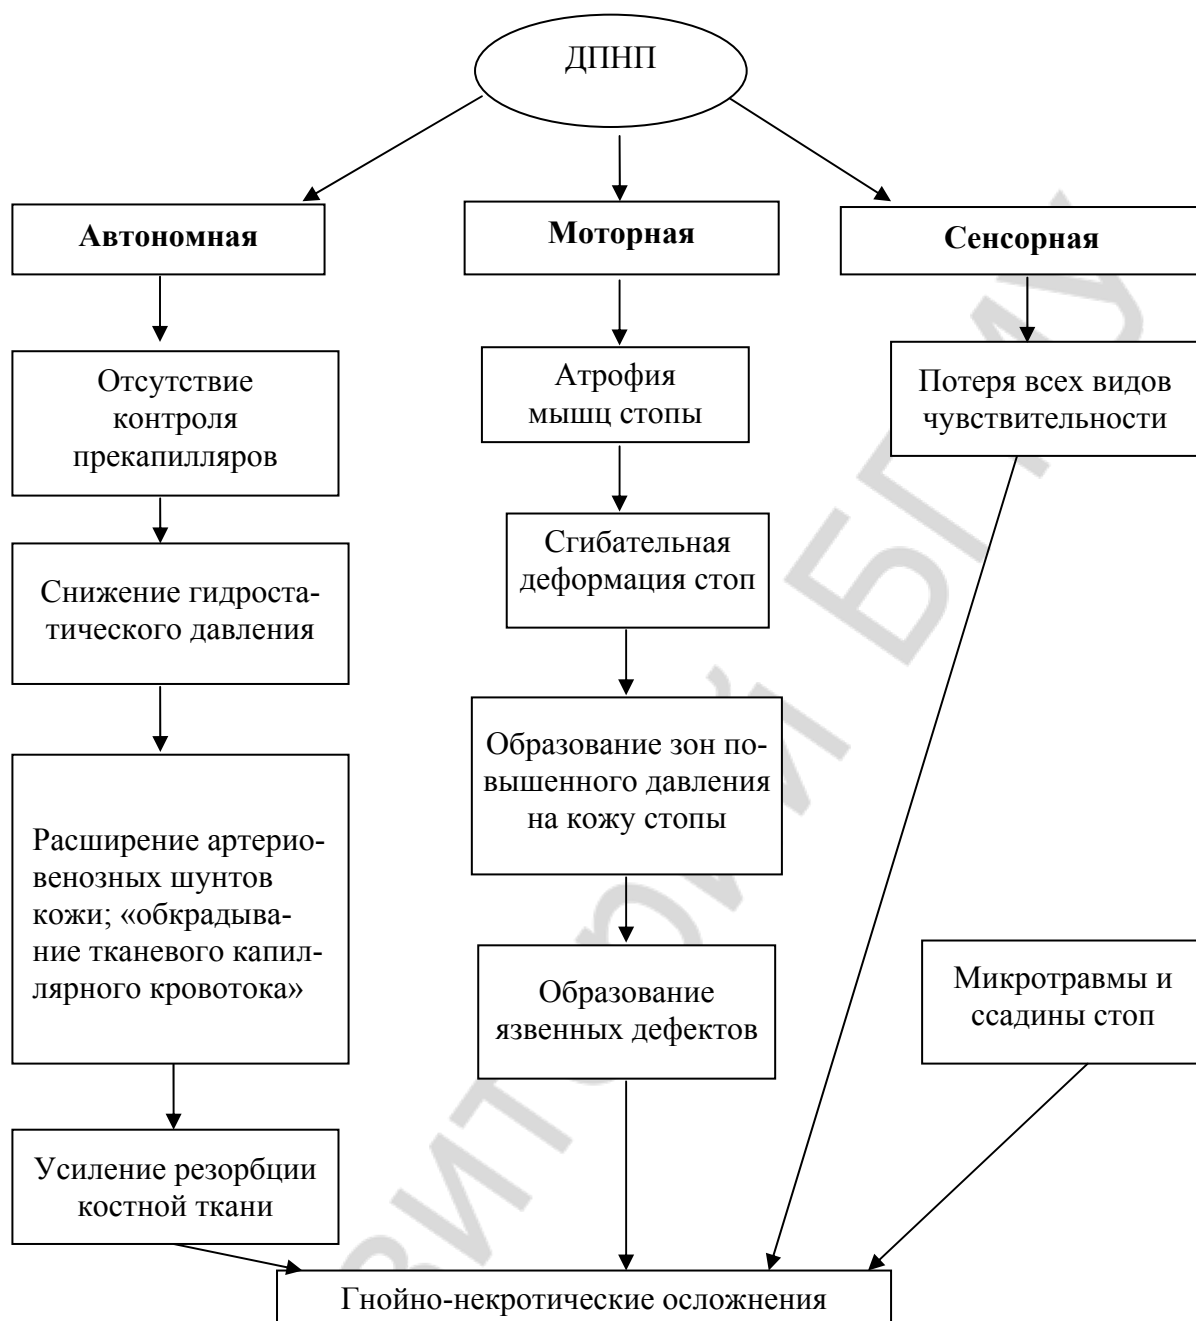 ДПНП
Автономная
Моторная
Сенсорная
Отсутствие
контроля
прекапилляров
Атрофия
мышц стопы
Потеря всех видов
чувствительности
Снижение гидроста-
тического давления
Сгибательная
деформация стоп
Образование зон по-
вышенного давления
на кожу стопы
Расширение артерио-
венозных шунтов
кожи; «обкрадыва-
ние тканевого капил-
лярного кровотока»
Образование
язвенных дефектов
Микротравмы и
ссадины стоп
Усиление резорбции
костной ткани
Гнойно-некротические осложнения
виторий БГМУ